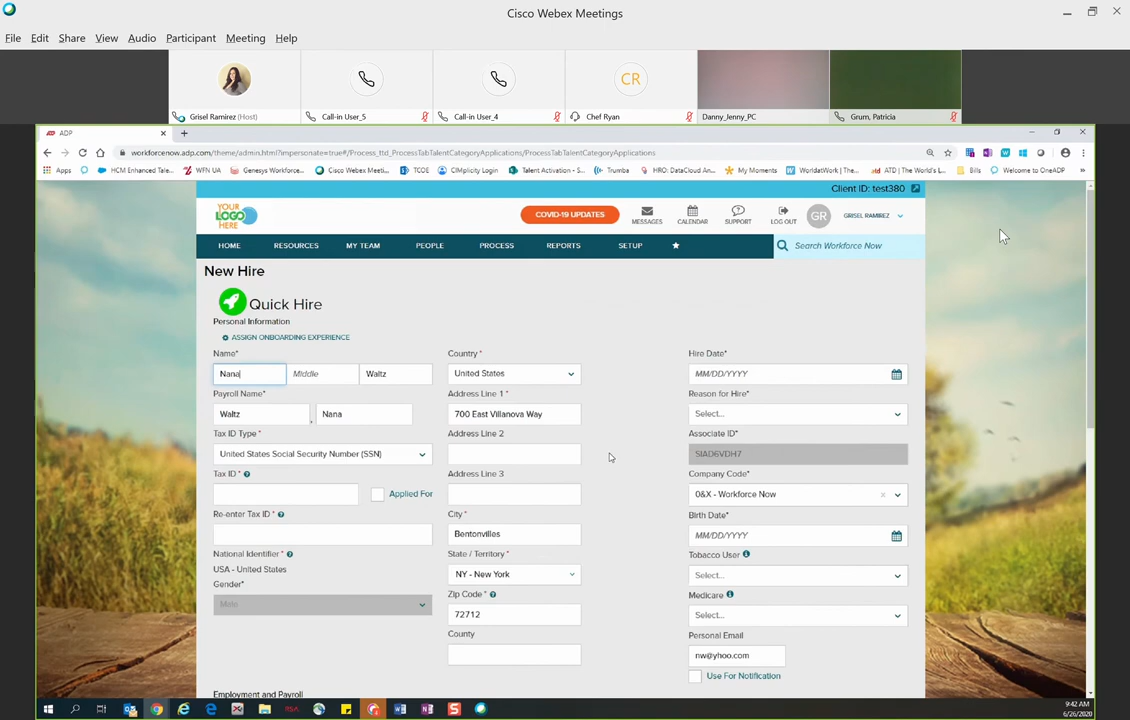 Cisco Webex Meetings
File Edit Share View Audio Participant Meeting Help
CR
Grisel Ramirez (Host)
Call-in User_5
Call-in User_4
Chef Ryan
Danny_Jenny_PC
Grum, Patricia
ADP
workforcenow.adp.com/theme/admin.html?impersonate=true#/Process_ttd_ProcessTabTalentCategoryApplications/ProcessTabTalentCategoryApplications
Apps HCM Enhanced Tale... WFN UA Genesys Workforce... Cisco Webex Meeti... TCOE CIMplicity Login Talent Activation - S... Trumba HRO: DataCloud An... My Moments WorldatWork | The... ATD | The World's L... Bills Welcome to OneADP »
Client ID: test380
YOUR LOGO HERE
COVID-19 UPDATES
MESSAGES CALENDAR SUPPORT LOG OUT GR GRISEL RAMIREZ
HOME RESOURCES MY TEAM PEOPLE PROCESS REPORTS SETUP Search Workforce Now
New Hire
Quick Hire
Personal Information
ASSIGN ONBOARDING EXPERIENCE
Name*
Nana Middle Waltz
Payroll Name*
Waltz , Nana
Tax ID Type*
United States Social Security Number (SSN)
Tax ID*
Applied For
Re-enter Tax ID*
National Identifier*
USA - United States
Gender*
Male
Country*
United States
Address Line 1*
700 East Villanova Way
Address Line 2
Address Line 3
City*
Bentonvilles
State / Territory*
NY - New York
Zip Code*
72712
County
Hire Date*
MM/DD/YYYY
Reason for Hire*
Select...
Associate ID*
SIAD6VDH7
Company Code*
0&X - Workforce Now
Birth Date*
MM/DD/YYYY
Tobacco User
Select...
Medicare
Select...
Personal Email
nw@yhoo.com
Use For Notification
Employment and Payroll
9:42 AM
6/26/2020